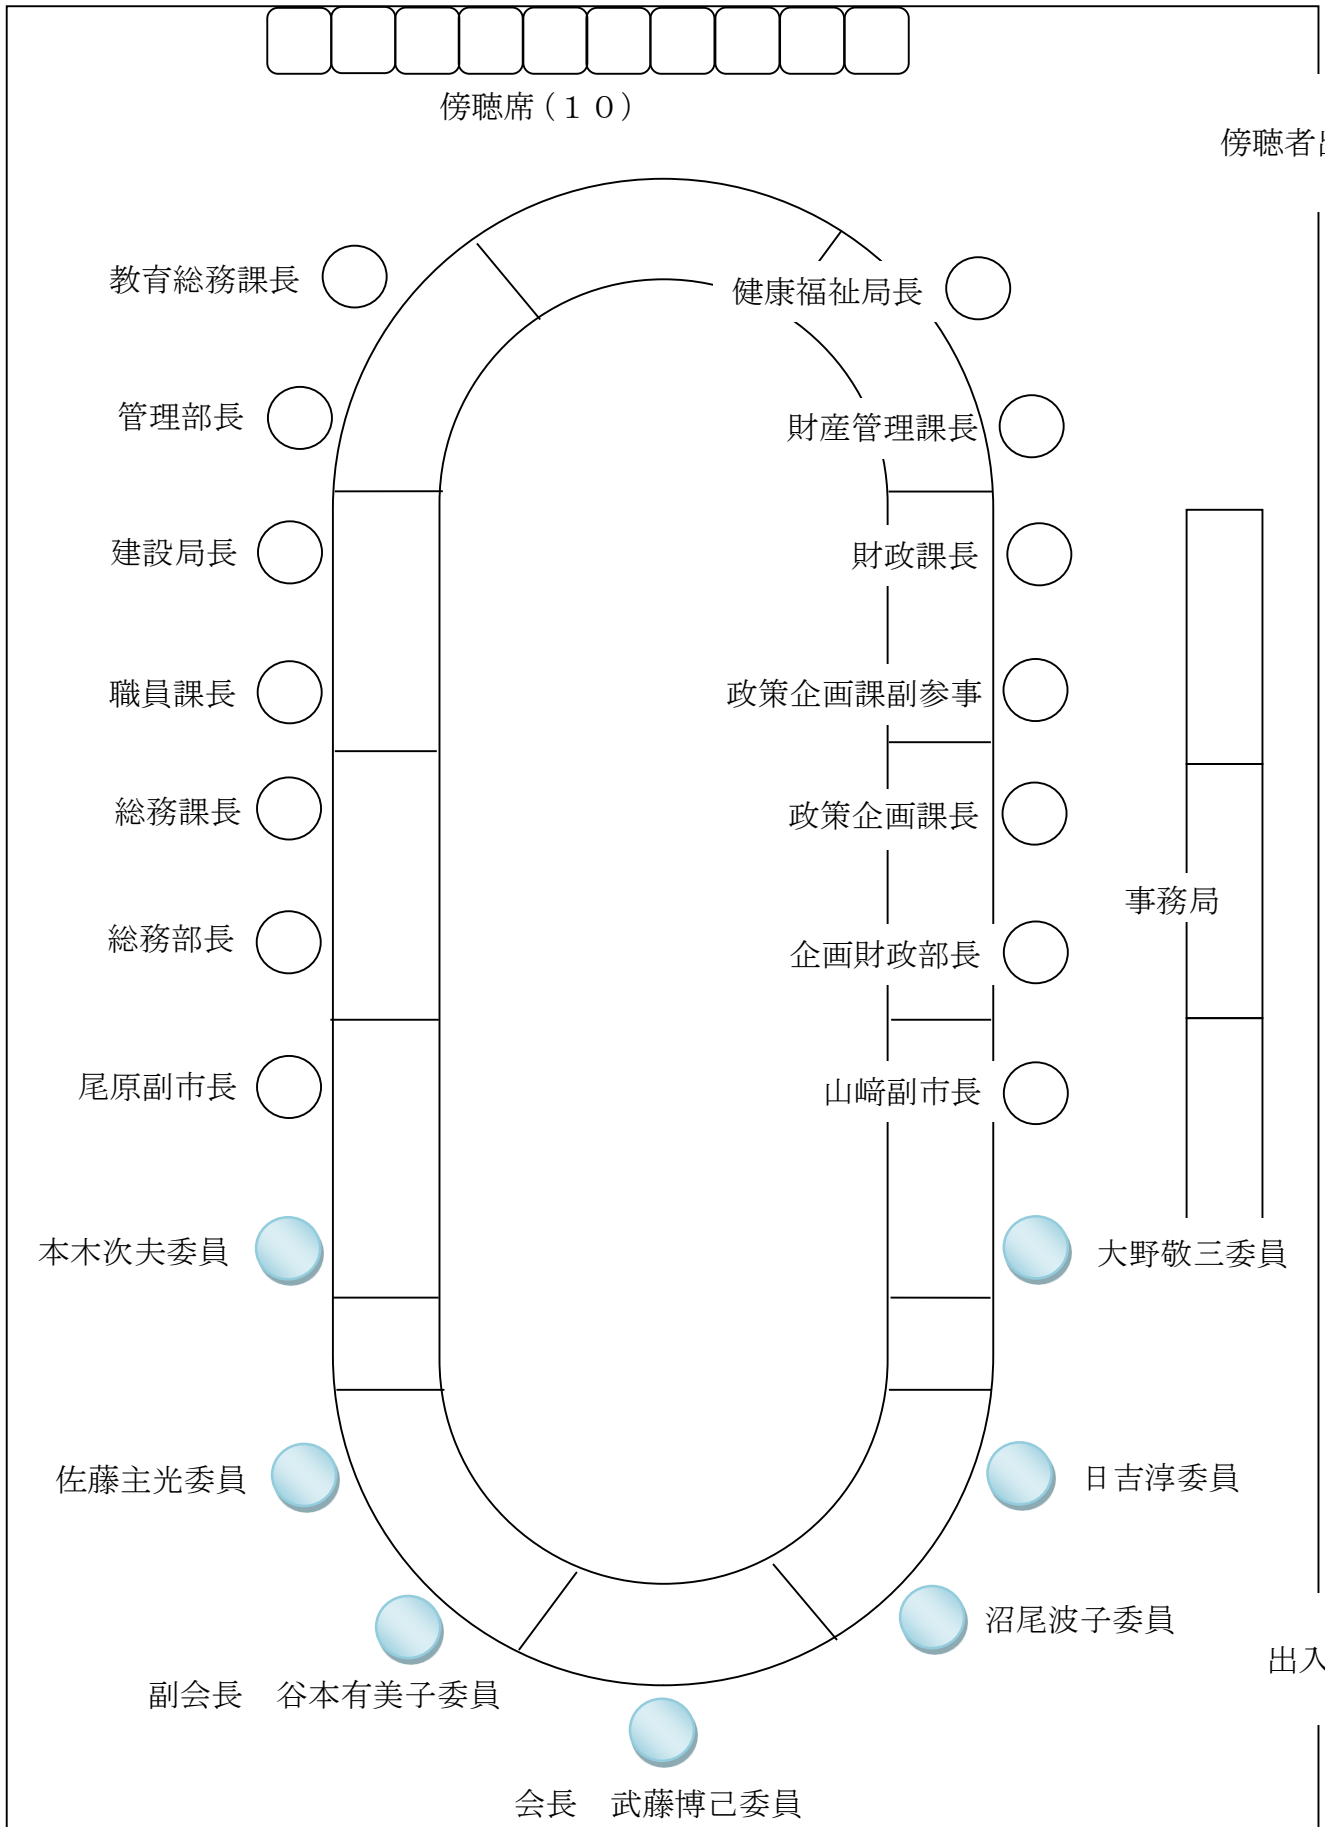 傍聴席（１０）
傍聴者
教育総務課長
健康福祉局長
管理部長
財産管理課長
建設局長
財政課長
職員課長
政策企画課副参事
総務課長
政策企画課長
事務局
総務部長
企画財政部長
尾原副市長
山﨑副市長
本木次夫委員
大野敬三委員
佐藤主光委員
日吉淳委員
沼尾波子委員
出入
副会長　谷本有美子委員
会長　武藤博己委員